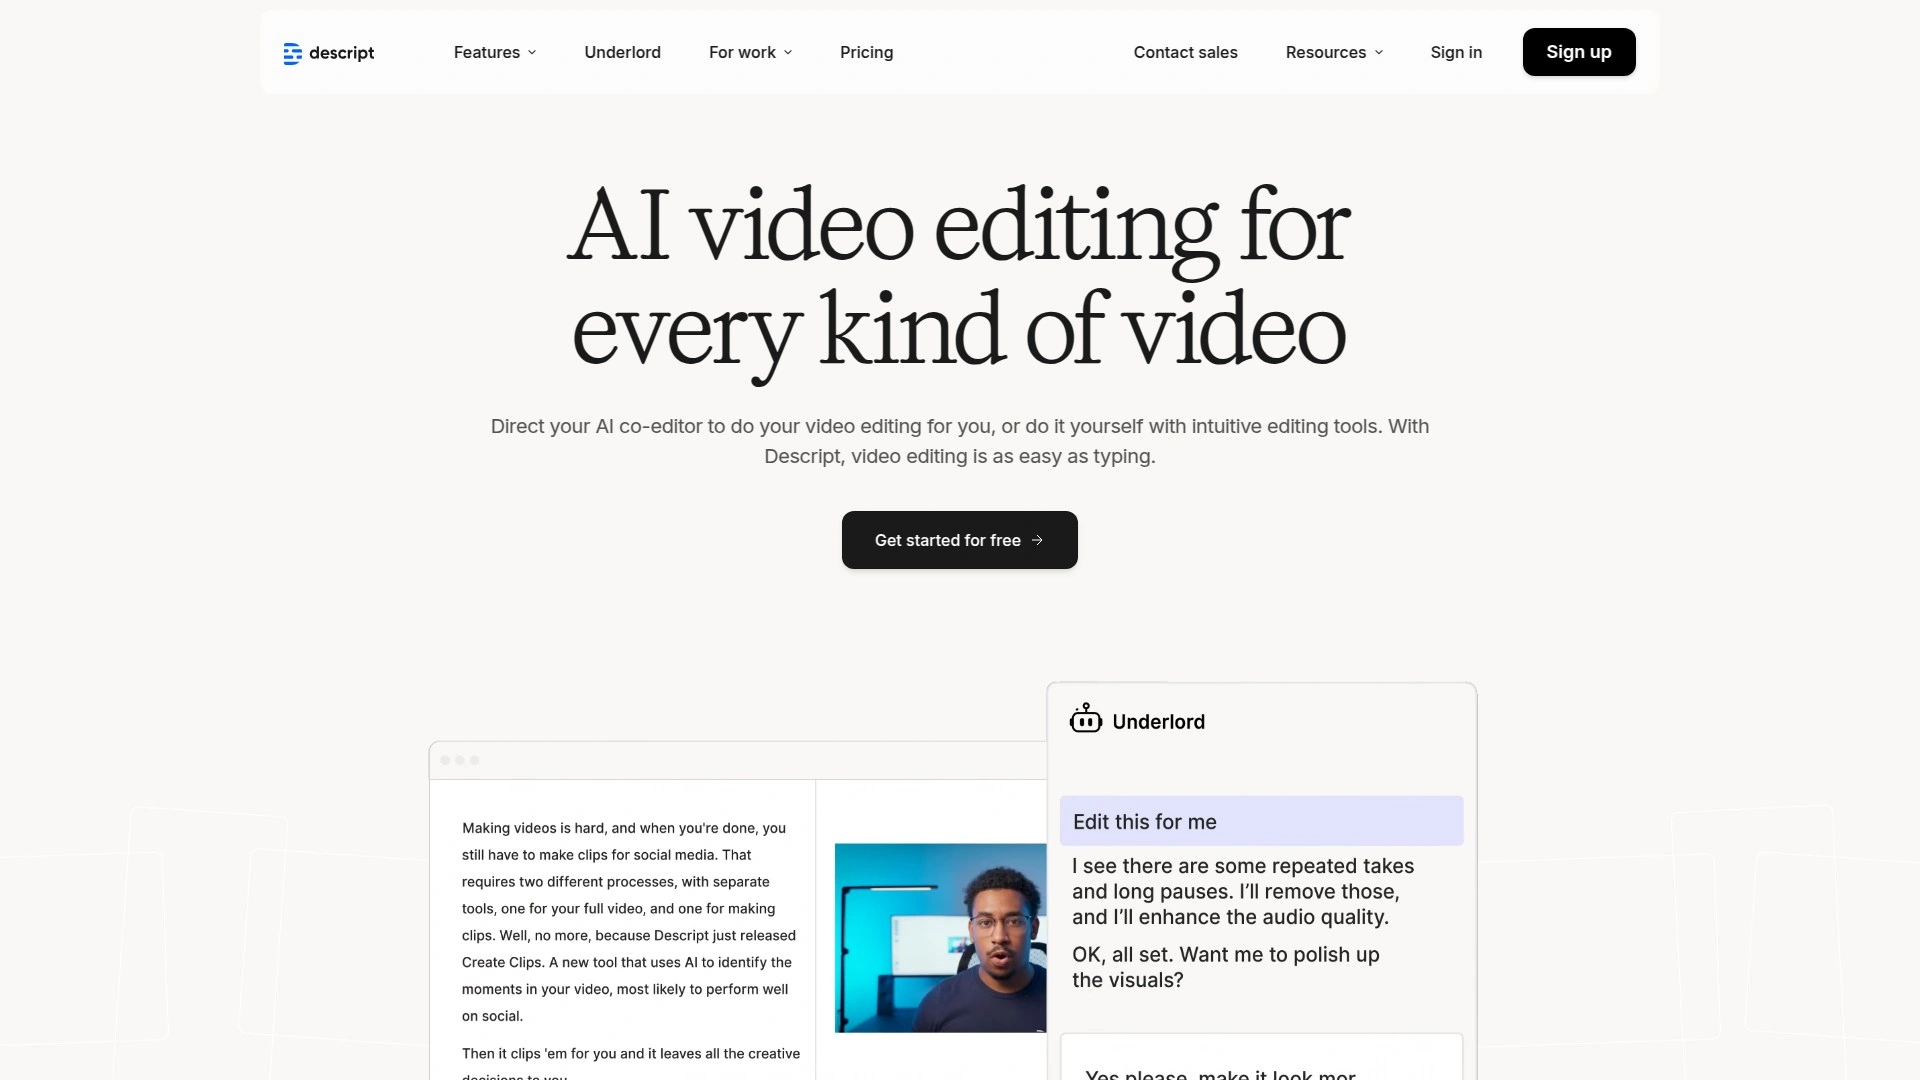 descript
Features
Underlord
For work
Pricing
Contact sales
Resources
Sign in
Sign up
AI video editing for
every kind of video
Direct your AI co-editor to do your video editing for you, or do it yourself with intuitive editing tools. With
Descript, video editing is as easy as typing.
Get started for free
Making videos is hard, and when you're done, you
still have to make clips for social media. That
requires two different processes, with separate
tools, one for your full video, and one for making
clips. Well, no more, because Descript just released
Create Clips. A new tool that uses AI to identify the
moments in your video, most likely to perform well
on social.
Then it clips 'em for you and it leaves all the creative
decisions to you
Underlord
Edit this for me
I see there are some repeated takes
and long pauses. I’ll remove those,
and I’ll enhance the audio quality.
OK, all set. Want me to polish up
the visuals?
Yes please, make it look mor